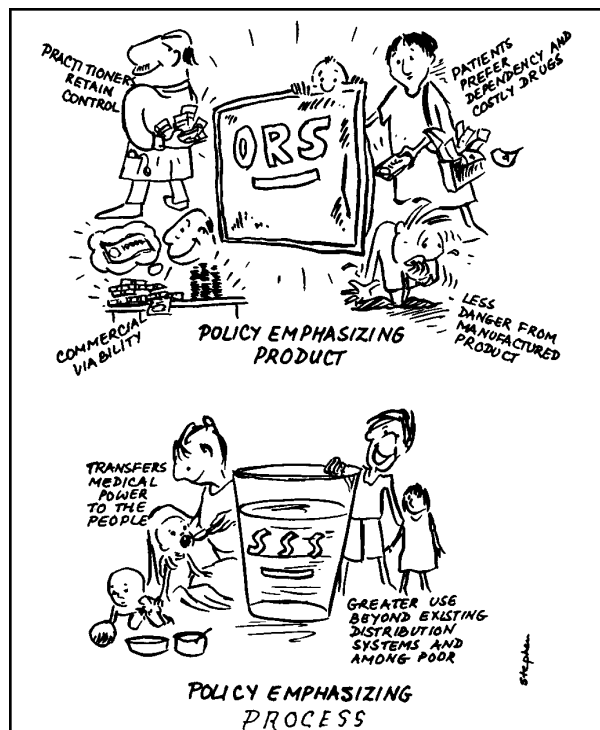 PRACTITIONERS
RETAIN
CONTROL
ORS
PATIENTS
PREFER
DEPENDENCY AND
COSTLY DRUGS
COMMERCIAL
VIABILITY
POLICY EMPHASIZING
PRODUCT
LESS
DANGER FROM
MANUFACTURED
PRODUCT
TRANSFERS
MEDICAL
POWER
TO THE
PEOPLE
SSS
GREATER USE
BEYOND EXISTING
DISTRIBUTION
SYSTEMS AND
AMONG POOR
Stephen
POLICY EMPHASIZING
PROCESS